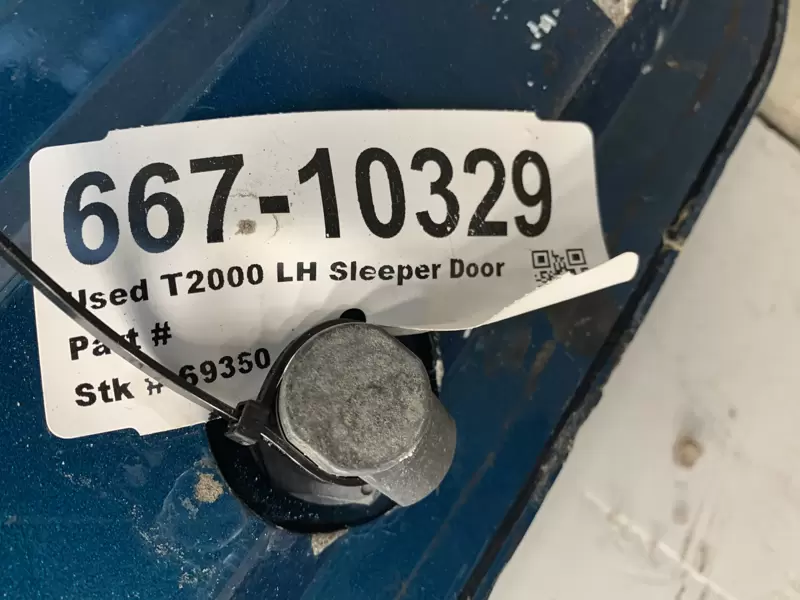 667-10329
Used T2000 LH Sleeper Door
Part #
Stk # 69350